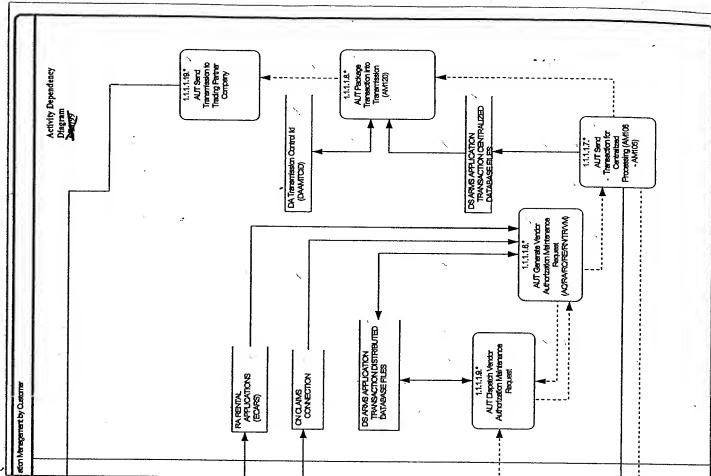 ation Management by Customer
Activity Dependency
Diagram
1.1.1.1.19.*
AUT Send
Transmission to
Trading Partner
Company
DA Transmission Control Id
(DAAMTCID)
1.1.1.1.8.*
AUT Package
Transaction into
Transmission
(AM120)
DS ARMS APPLICATION
TRANSACTION CENTRALIZED
DATABASE FILES
1.1.1.1.7.*
AUT Send
Transaction for
Centralized
Processing (AM106
- AM105)
RA RENTAL
APPLICATIONS
(ECARS)
CN CLAIMS
CONNECTION
1.1.1.1.6.*
AUT Generate Vendor
Authorization Maintenance
Request
DS ARMS APPLICATION
TRANSACTION DISTRIBUTED
DATABASE FILES
1.1.1.1.9.*
AUT Dispatch Vendor
Authorization Maintenance
Request